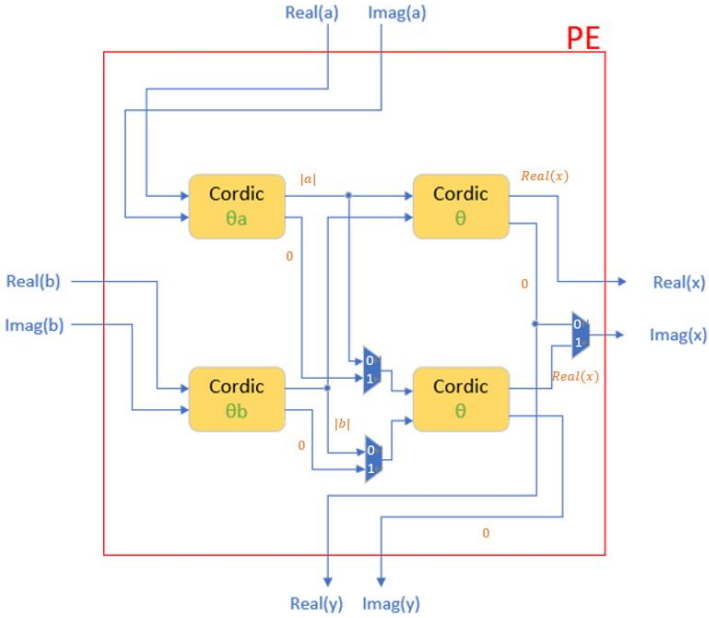 Real(a) Imag(a)
PE
|a| Real(x)
Cordic Cordic
θa θ
0
Real(b) 0 Real(x)
Imag(b) 0 Imag(x)
1
0
1
Cordic Cordic Real(x)
θb θ
|b|
0 0
1
0
Real(y) Imag(y)